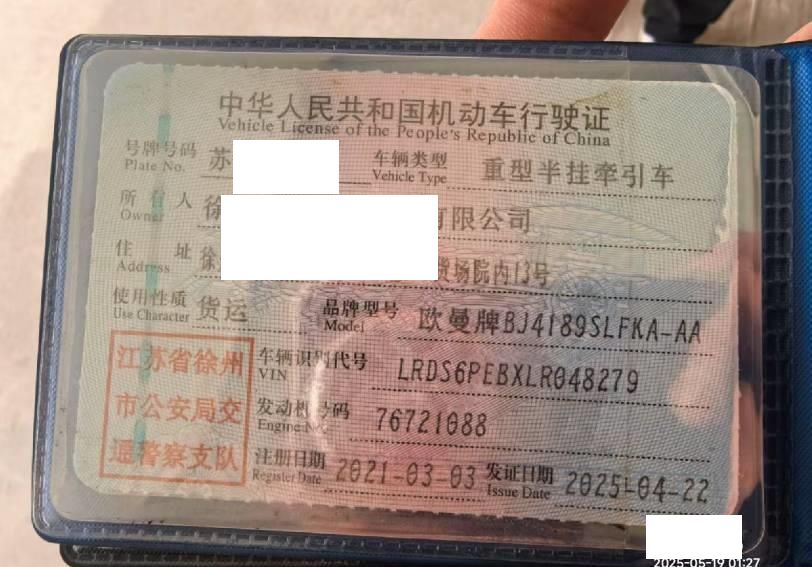 中华人民共和国机动车行驶证
Vehicle License of the People's Republic of China
号牌号码 苏 车辆类型 重型半挂牵引车
Plate No. Vehicle Type
所有人 徐 有限公司
Owner
住址 徐 货场院内13号
Address
使用性质 货运 品牌型号 欧曼牌BJ4189SLFKA-AA
Use Character Model
江苏省徐州 车辆识别代号 LRDS6PEBXLR048279
VIN
市公安局交 发动机号码 76721088
Engine No.
通警察支队 注册日期 2021-03-03 发证日期 2025-04-22
Register Date Issue Date
2025-05-19 01:27